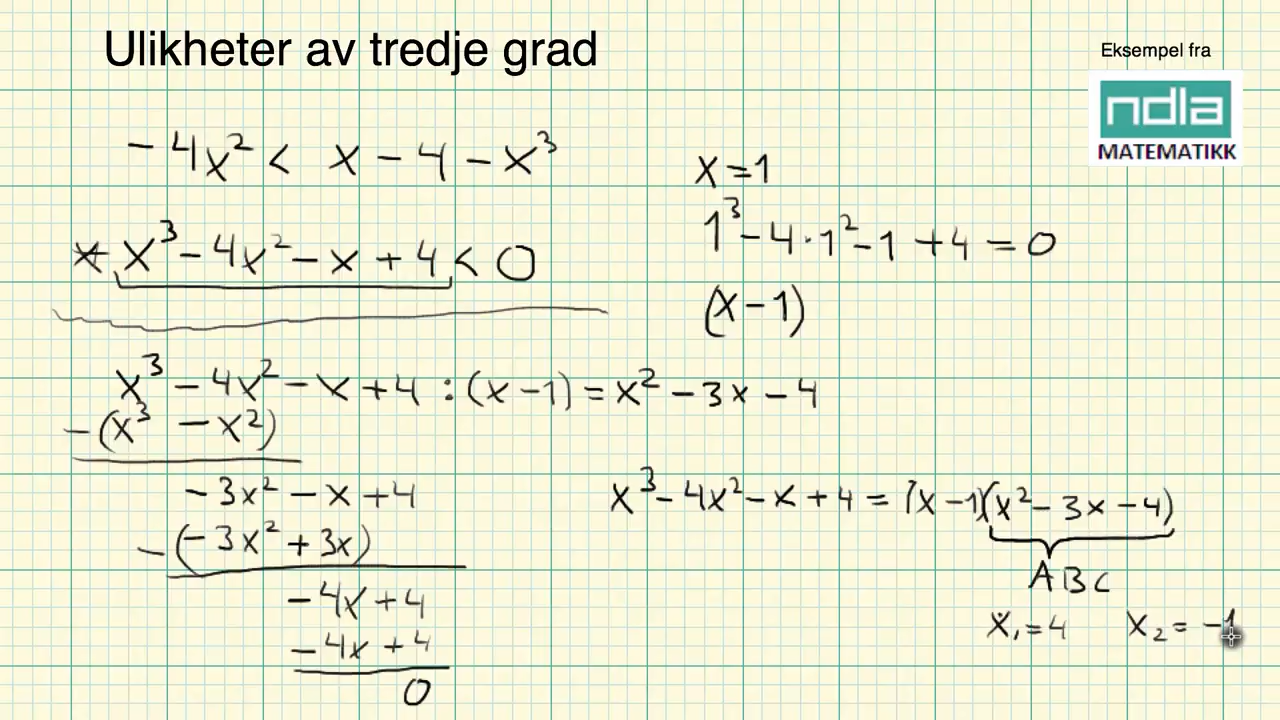 Ulikheter av tredje grad
Eksempel fra
ndla
MATEMATIKK
-4x² < x - 4 - x³
* x³ - 4x² - x + 4 < 0
x = 1
1³ - 4·1² - 1 + 4 = 0
(x - 1)
x³ - 4x² - x + 4 : (x - 1) = x² - 3x - 4
-(x³ - x²)
-3x² - x + 4
-(-3x² + 3x)
-4x + 4
-4x + 4
0
x³ - 4x² - x + 4 = (x - 1)(x² - 3x - 4)
ABC
x₁ = 4 x₂ = -1